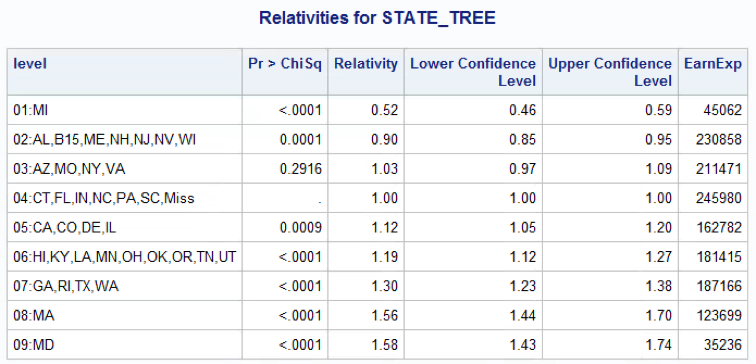 Relativities for STATE_TREE
level Pr > ChiSq Relativity Lower Confidence Level Upper Confidence Level EarnExp
01:MI <.0001 0.52 0.46 0.59 45062
02:AL,B15,ME,NH,NJ,NV,WI 0.0001 0.90 0.85 0.95 230858
03:AZ,MO,NY,VA 0.2916 1.03 0.97 1.09 211471
04:CT,FL,IN,NC,PA,SC,Miss . 1.00 1.00 1.00 245980
05:CA,CO,DE,IL 0.0009 1.12 1.05 1.20 162782
06:HI,KY,LA,MN,OH,OK,OR,TN,UT <.0001 1.19 1.12 1.27 181415
07:GA,RI,TX,WA <.0001 1.30 1.23 1.38 187166
08:MA <.0001 1.56 1.44 1.70 123699
09:MD <.0001 1.58 1.43 1.74 35236